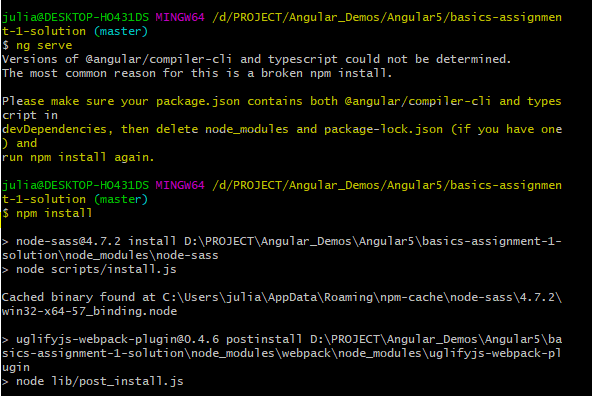 julia@DESKTOP-HO431DS MINGW64 /d/PROJECT/Angular_Demos/Angular5/basics-assignmen
t-1-solution (master)
$ ng serve
Versions of @angular/compiler-cli and typescript could not be determined.
The most common reason for this is a broken npm install.
Please make sure your package.json contains both @angular/compiler-cli and types
cript in
devDependencies, then delete node_modules and package-lock.json (if you have one
) and
run npm install again.
julia@DESKTOP-HO431DS MINGW64 /d/PROJECT/Angular_Demos/Angular5/basics-assignmen
t-1-solution (master)
$ npm install
> node-sass@4.7.2 install D:\PROJECT\Angular_Demos\Angular5\basics-assignment-1-
solution\node_modules\node-sass
> node scripts/install.js
Cached binary found at C:\Users\julia\AppData\Roaming\npm-cache\node-sass\4.7.2\
win32-x64-57_binding.node
> uglifyjs-webpack-plugin@0.4.6 postinstall D:\PROJECT\Angular_Demos\Angular5\ba
sics-assignment-1-solution\node_modules\webpack\node_modules\uglifyjs-webpack-pl
ugin
> node lib/post_install.js